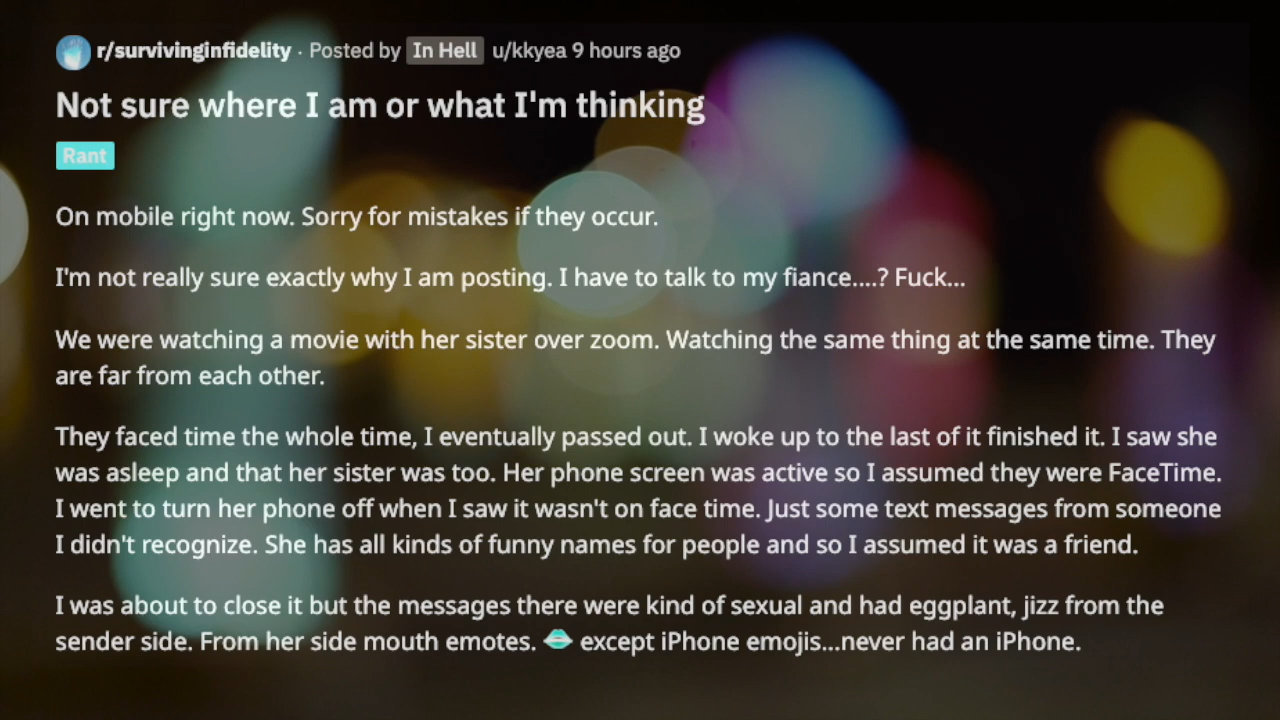 r/survivinginfidelity · Posted by In Hell u/kkyea 9 hours ago
Not sure where I am or what I'm thinking
Rant
On mobile right now. Sorry for mistakes if they occur.
I'm not really sure exactly why I am posting. I have to talk to my fiance....? Fuck...
We were watching a movie with her sister over zoom. Watching the same thing at the same time. They
are far from each other.
They faced time the whole time, I eventually passed out. I woke up to the last of it finished it. I saw she
was asleep and that her sister was too. Her phone screen was active so I assumed they were FaceTime.
I went to turn her phone off when I saw it wasn't on face time. Just some text messages from someone
I didn't recognize. She has all kinds of funny names for people and so I assumed it was a friend.
I was about to close it but the messages there were kind of sexual and had eggplant, jizz from the
sender side. From her side mouth emotes. 👄 except iPhone emojis...never had an iPhone.